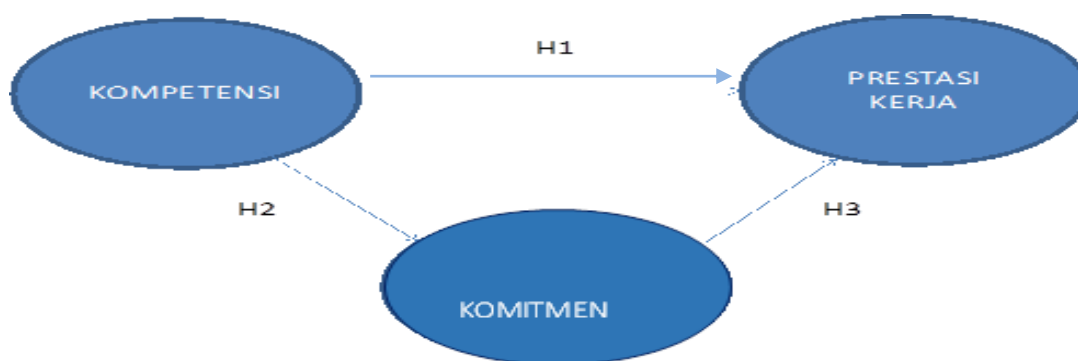 H1
KOMPETENSI
PRESTASI
KERJA
H2
H3
KOMITMEN